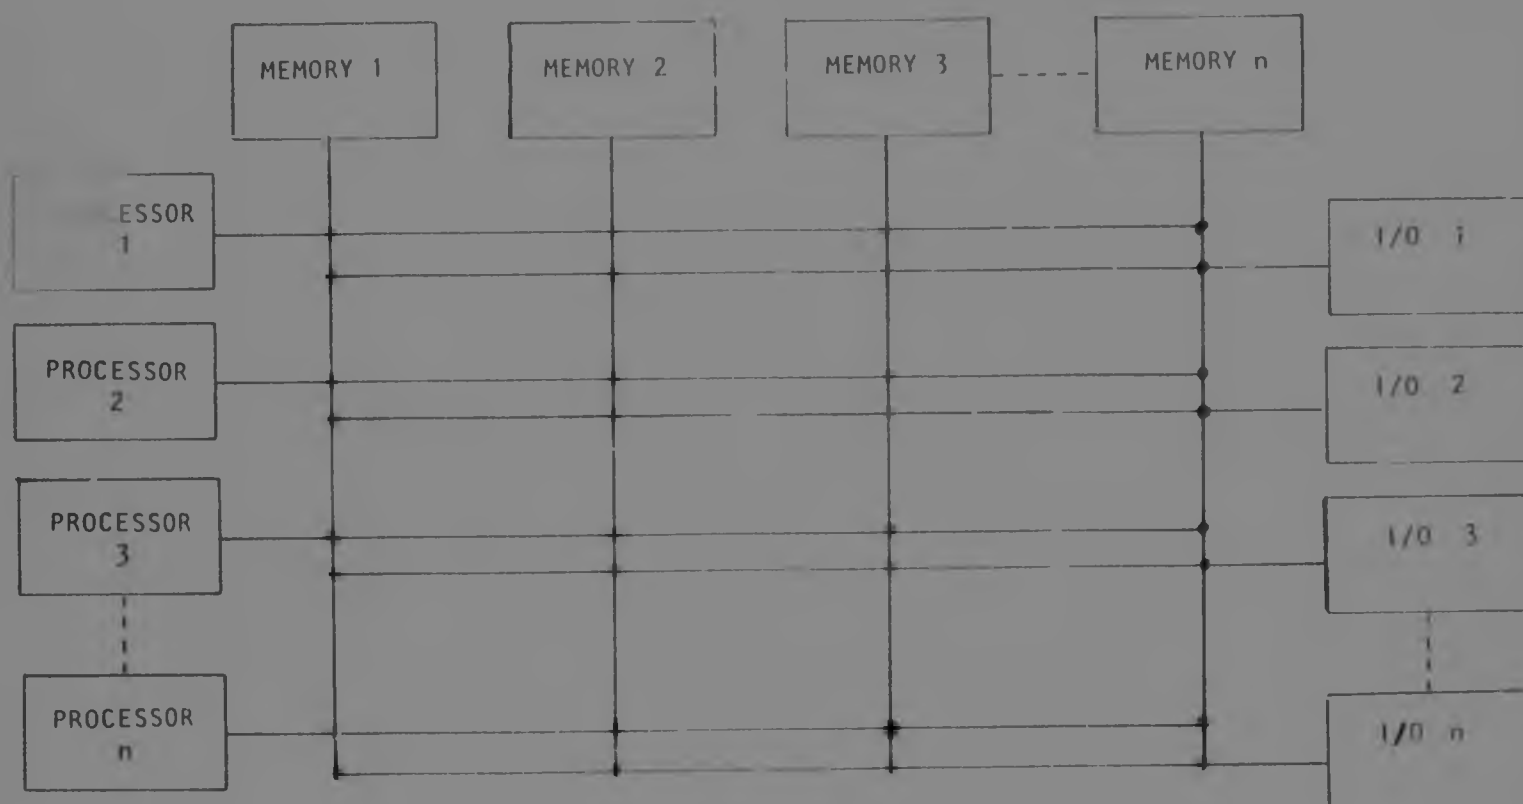 MEMORY 1
MEMORY 2
MEMORY 3
MEMORY n
ESSOR
1
I/O 1
PROCESSOR
2
I/O 2
PROCESSOR
3
I/O 3
PROCESSOR
n
I/O n